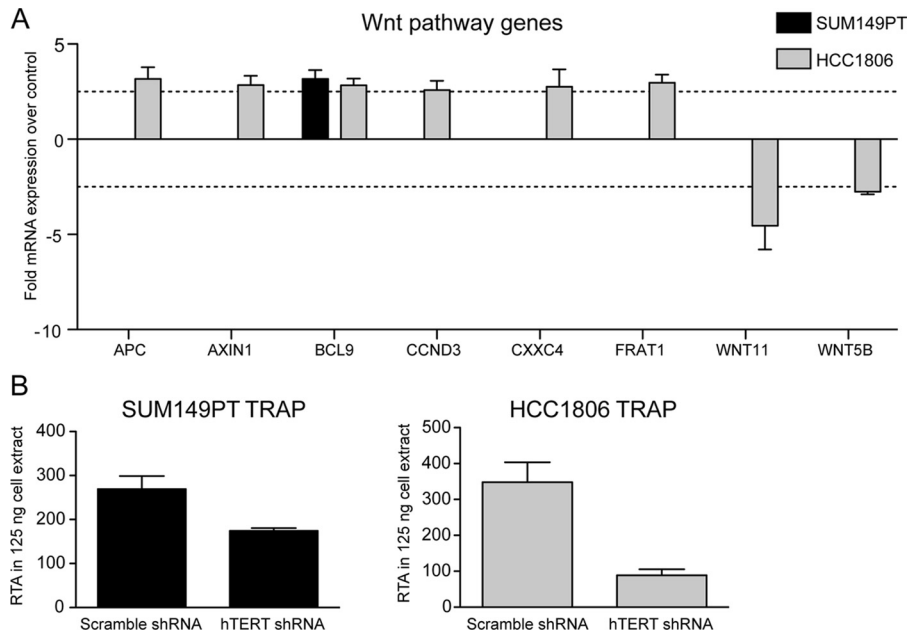 A
Wnt pathway genes
SUM149PT
HCC1806
Fold mRNA expression over control
5
0
-5
-10
APC AXIN1 BCL9 CCND3 CXXC4 FRAT1 WNT11 WNT5B
B
SUM149PT TRAP
RTA in 125 ng cell extract
400
300
200
100
0
Scramble shRNA hTERT shRNA
HCC1806 TRAP
RTA in 125 ng cell extract
500
400
300
200
100
0
Scramble shRNA hTERT shRNA